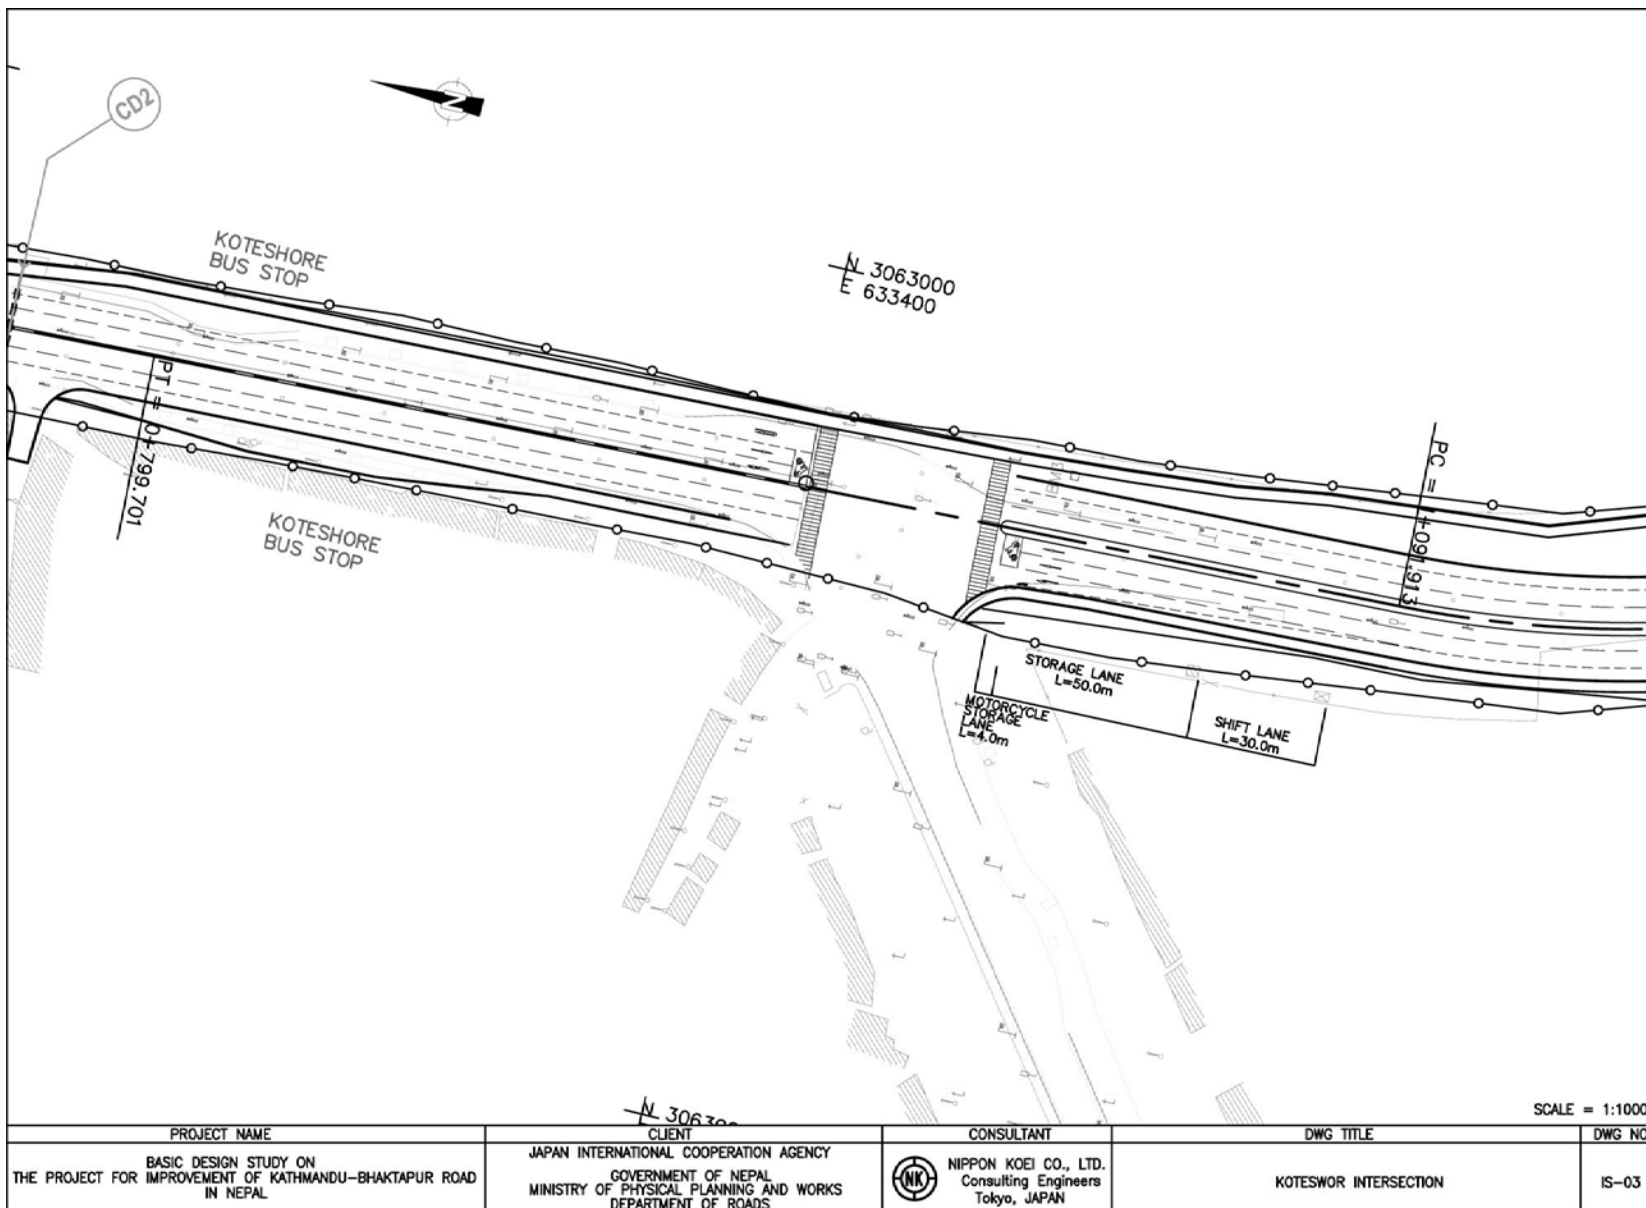 CD2
N
KOTESHORE
BUS STOP
N 3063000
E 633400
PT = 0+799.701
KOTESHORE
BUS STOP
BM3
PC = 1+091.913
STORAGE LANE
L=50.0m
MOTORCYCLE
STORAGE
LANE
L=4.0m
SHIFT LANE
L=30.0m
N
SCALE = 1:1000
PROJECT NAME
CLIENT
CONSULTANT
DWG TITLE
DWG NO
BASIC DESIGN STUDY ON
THE PROJECT FOR IMPROVEMENT OF KATHMANDU-BHAKTAPUR ROAD
IN NEPAL
JAPAN INTERNATIONAL COOPERATION AGENCY
GOVERNMENT OF NEPAL
MINISTRY OF PHYSICAL PLANNING AND WORKS
DEPARTMENT OF ROADS
NK
NIPPON KOEI CO., LTD.
Consulting Engineers
Tokyo, JAPAN
KOTESWOR INTERSECTION
IS-03